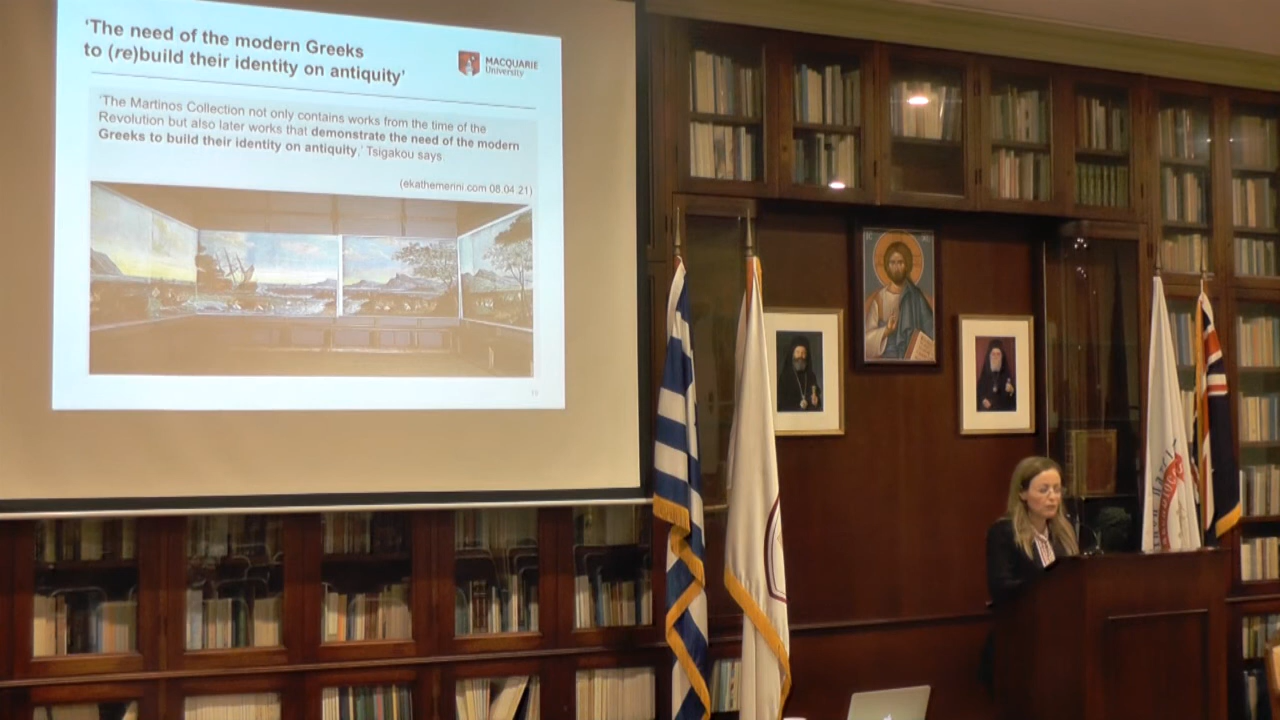 ‘The need of the modern Greeks
to (re)build their identity on antiquity’
MACQUARIE
University
‘The Martinos Collection not only contains works from the time of the
Revolution but also later works that demonstrate the need of the modern
Greeks to build their identity on antiquity,’ Tsigakou says
(ekathemerini.com 08.04.21)